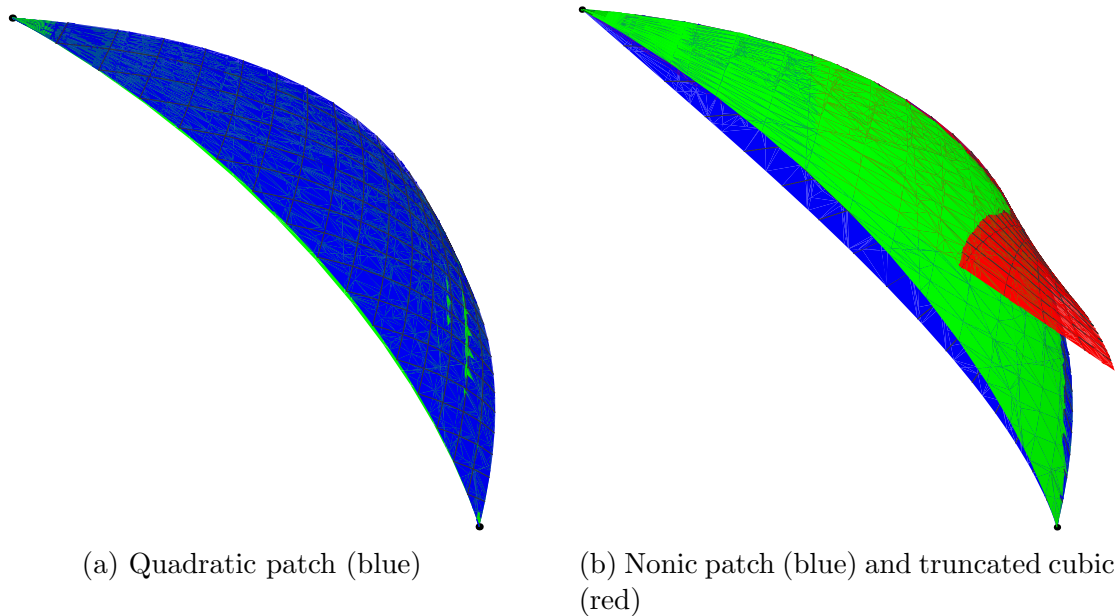 (a) Quadratic patch (blue)
(b) Nonic patch (blue) and truncated cubic
(red)